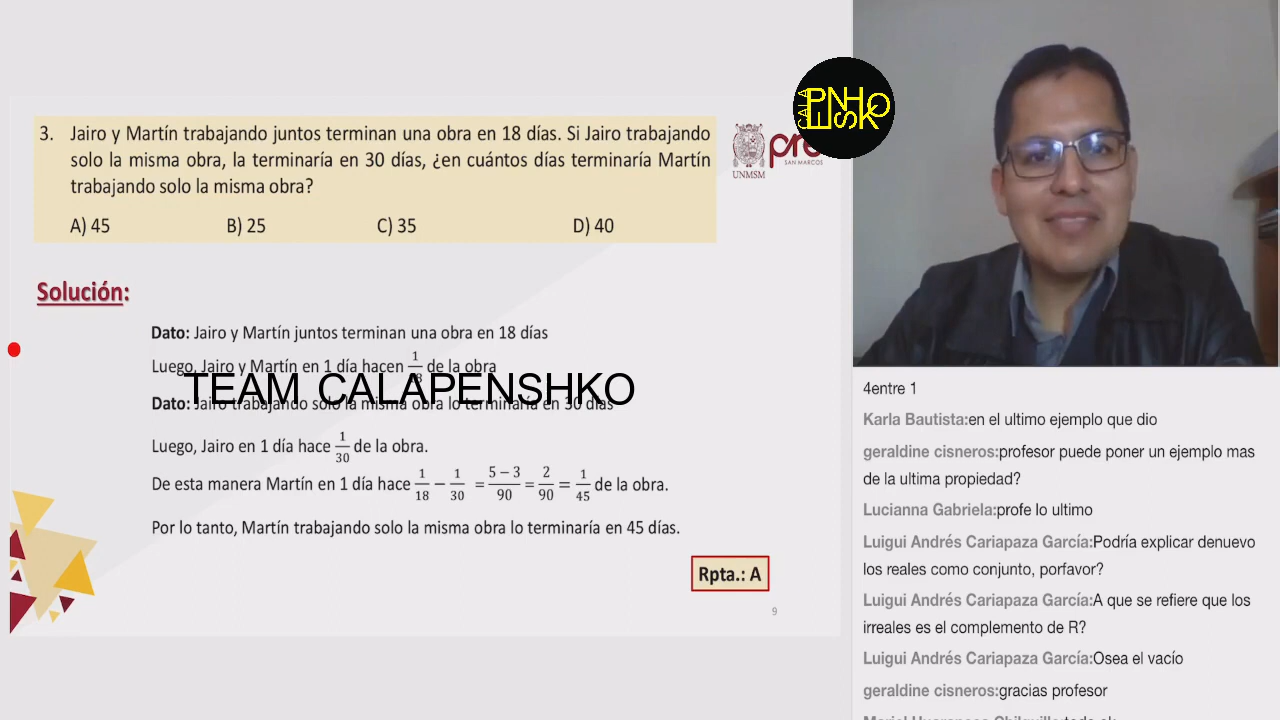 3. Jairo y Martín trabajando juntos terminan una obra en 18 días. Si Jairo trabajando
solo la misma obra, la terminaría en 30 días, ¿en cuántos días terminaría Martín
trabajando solo la misma obra?
A) 45 B) 25 C) 35 D) 40
UNMSM
pre
SAN MARCOS
CALA
PENSHKO
Solución:
Dato: Jairo y Martín juntos terminan una obra en 18 días
Luego, Jairo y Martín en 1 día hacen 1/18 de la obra
TEAM CALAPENSHKO
Dato: Jairo trabajando solo la misma obra lo terminaría en 30 días
Luego, Jairo en 1 día hace 1/30 de la obra.
De esta manera Martín en 1 día hace 1/18 − 1/30 = 5 − 3/90 = 2/90 = 1/45 de la obra.
Por lo tanto, Martín trabajando solo la misma obra lo terminaría en 45 días.
Rpta.: A
9
4entre 1
Karla Bautista:en el ultimo ejemplo que dio
geraldine cisneros:profesor puede poner un ejemplo mas
de la ultima propiedad?
Lucianna Gabriela:profe lo ultimo
Luigui Andrés Cariapaza García:Podría explicar denuevo
los reales como conjunto, porfavor?
Luigui Andrés Cariapaza García:A que se refiere que los
irreales es el complemento de R?
Luigui Andrés Cariapaza García:Osea el vacío
geraldine cisneros:gracias profesor